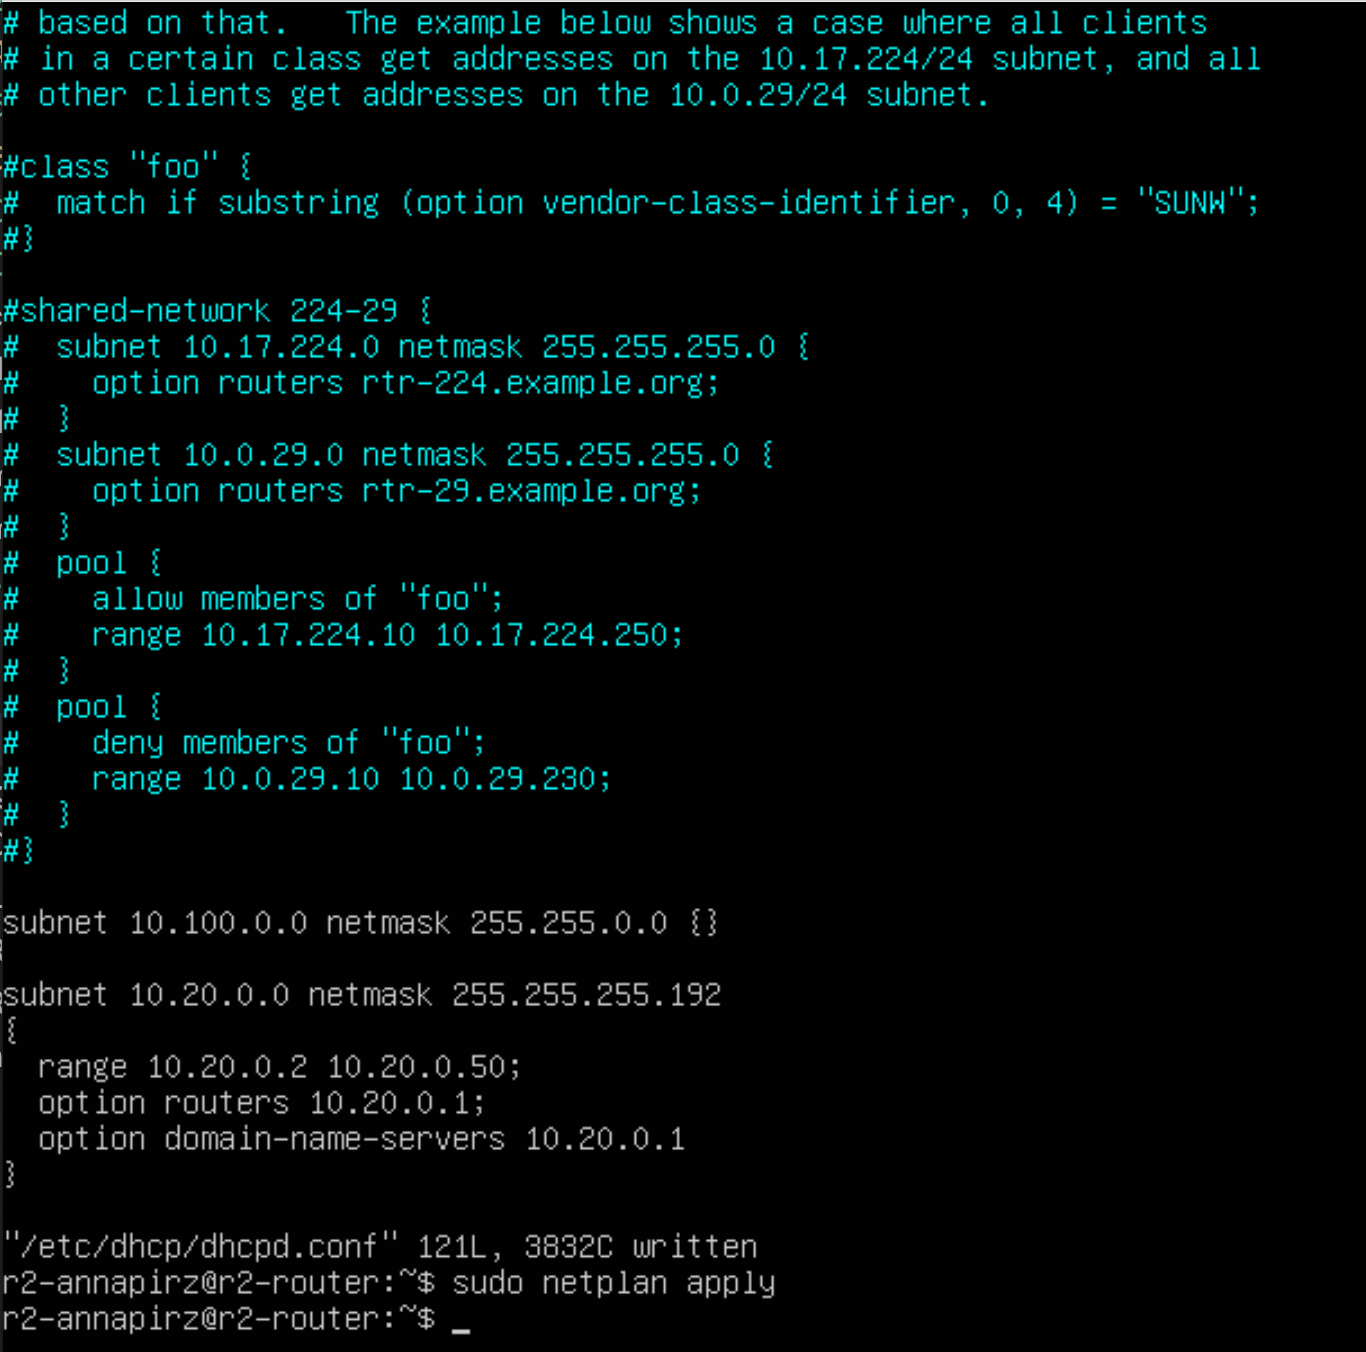 # based on that.   The example below shows a case where all clients
# in a certain class get addresses on the 10.17.224/24 subnet, and all
# other clients get addresses on the 10.0.29/24 subnet.

#class "foo" {
#  match if substring (option vendor-class-identifier, 0, 4) = "SUNW";
#}

#shared-network 224-29 {
#  subnet 10.17.224.0 netmask 255.255.255.0 {
#    option routers rtr-224.example.org;
#  }
#  subnet 10.0.29.0 netmask 255.255.255.0 {
#    option routers rtr-29.example.org;
#  }
#  pool {
#    allow members of "foo";
#    range 10.17.224.10 10.17.224.250;
#  }
#  pool {
#    deny members of "foo";
#    range 10.0.29.10 10.0.29.230;
#  }
#}

subnet 10.100.0.0 netmask 255.255.0.0 {}

subnet 10.20.0.0 netmask 255.255.255.192
{
  range 10.20.0.2 10.20.0.50;
  option routers 10.20.0.1;
  option domain-name-servers 10.20.0.1
}

"/etc/dhcp/dhcpd.conf" 121L, 3832C written
r2-annapirz@r2-router:~$ sudo netplan apply
r2-annapirz@r2-router:~$ _